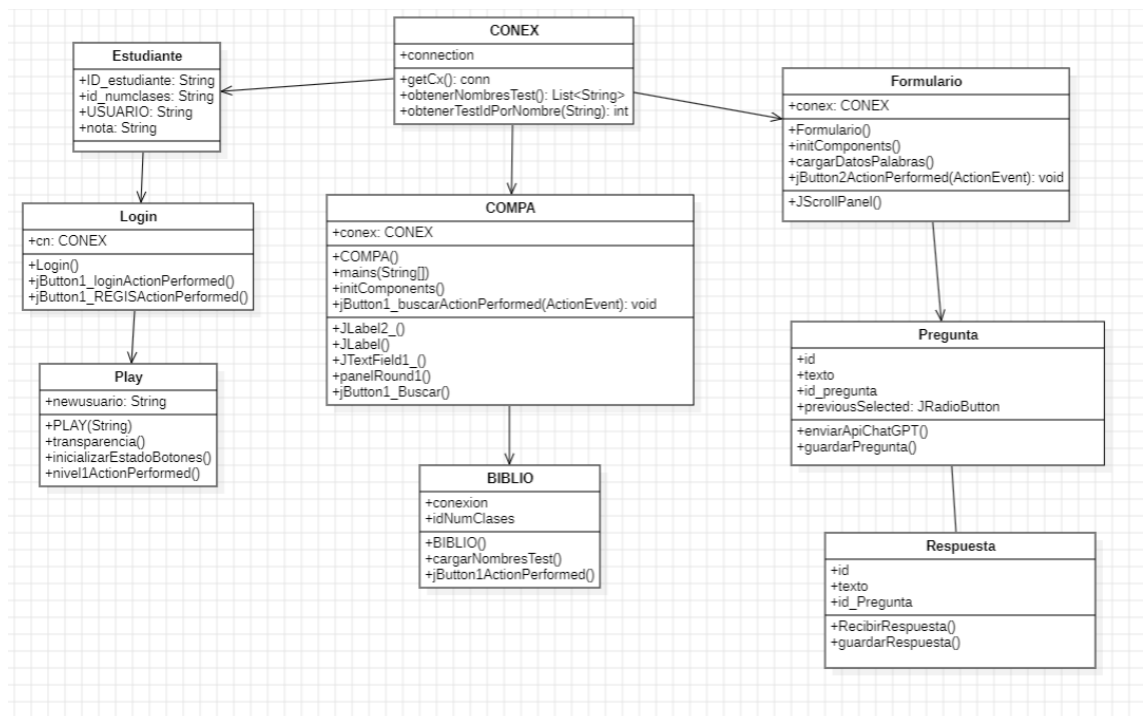 CONEX
+connection
+getCx(): conn
+obtenerNombresTest(): List<String>
+obtenerTestIdPorNombre(String): int
Estudiante
+ID_estudiante: String
+id_numclases: String
+USUARIO: String
+nota: String
Formulario
+conex: CONEX
+Formulario()
+initComponents()
+cargarDatosPalabras()
+jButton2ActionPerformed(ActionEvent): void
+JScrollPanel()
Login
+cn: CONEX
+Login()
+jButton1_loginActionPerformed()
+jButton1_REGISActionPerformed()
COMPA
+conex: CONEX
+COMPA()
+mains(String[])
+initComponents()
+jButton1_buscarActionPerformed(ActionEvent): void
+JLabel2_()
+JLabel()
+JTextField1_()
+panelRound1()
+jButton1_Buscar()
Pregunta
+id
+texto
+id_pregunta
+previousSelected: JRadioButton
+enviarApiChatGPT()
+guardarPregunta()
Play
+newusuario: String
+PLAY(String)
+transparencia()
+inicializarEstadoBotones()
+nivel1ActionPerformed()
BIBLIO
+conexion
+idNumClases
+BIBLIO()
+cargarNombresTest()
+jButton1ActionPerformed()
Respuesta
+id
+texto
+id_Pregunta
+RecibirRespuesta()
+guardarRespuesta()